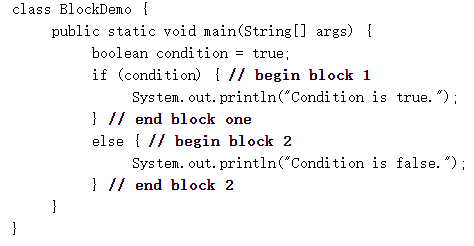 class BlockDemo {
    public static void main(String[] args) {
        boolean condition = true;
        if (condition) { // begin block 1
            System.out.println("Condition is true.");
        } // end block one
        else { // begin block 2
            System.out.println("Condition is false.");
        } // end block 2
    }
}